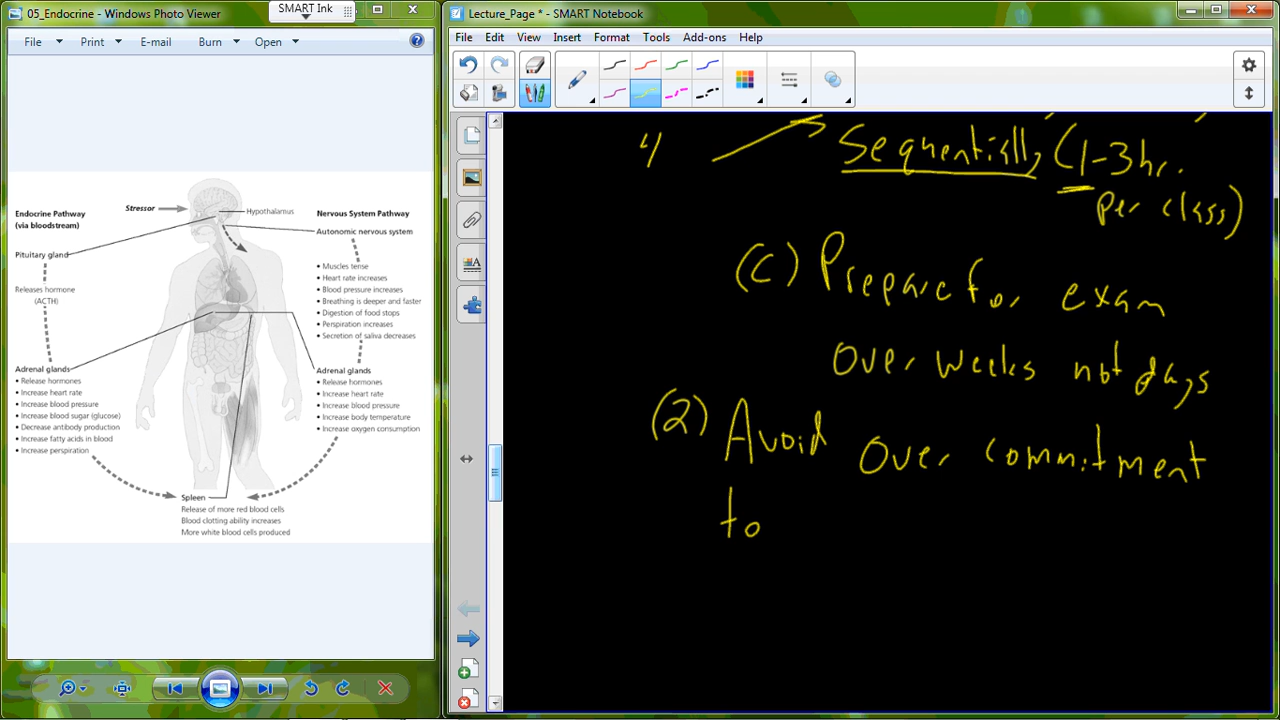 05_Endocrine - Windows Photo Viewer
SMART Ink
File
Print
E-mail
Burn
Open
Endocrine Pathway
(via bloodstream)
Stressor
Hypothalamus
Nervous System Pathway
Autonomic nervous system
Pituitary gland
Releases hormone
(ACTH)
• Muscles tense
• Heart rate increases
• Blood pressure increases
• Breathing is deeper and faster
• Digestion of food stops
• Perspiration increases
• Secretion of saliva decreases
Adrenal glands
• Release hormones
• Increase heart rate
• Increase blood pressure
• Increase blood sugar (glucose)
• Decrease antibody production
• Increase fatty acids in blood
• Increase perspiration
Adrenal glands
• Release hormones
• Increase heart rate
• Increase blood pressure
• Increase body temperature
• Increase oxygen consumption
Spleen
Release of more red blood cells
Blood clotting ability increases
More white blood cells produced
Lecture_Page * - SMART Notebook
File Edit View Insert Format Tools Add-ons Help
Sequentially (1-3hr.
per class)
(c) Prepare for exam
Over weeks not days
(2) Avoid Over commitment
to